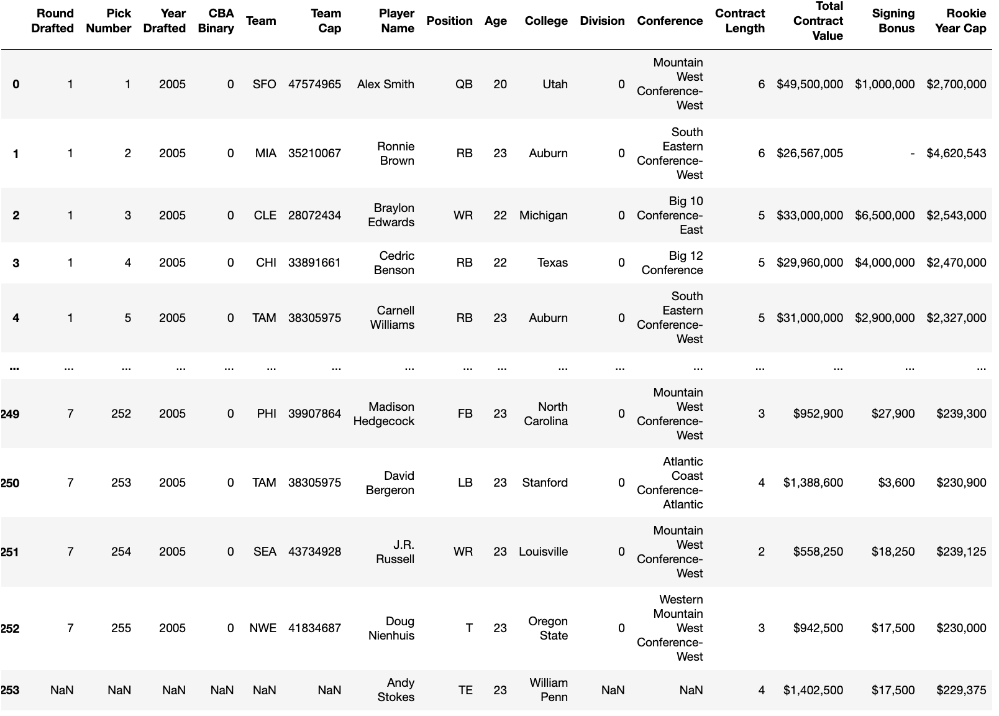 Round Drafted Pick Number Year Drafted CBA Binary Team Team Cap Player Name Position Age College Division Conference Contract Length Total Contract Value Signing Bonus Rookie Year Cap
0 1 1 2005 0 SFO 47574965 Alex Smith QB 20 Utah 0 Mountain West Conference-West 6 $49,500,000 $1,000,000 $2,700,000
1 1 2 2005 0 MIA 35210067 Ronnie Brown RB 23 Auburn 0 South Eastern Conference-West 6 $26,567,005 - $4,620,543
2 1 3 2005 0 CLE 28072434 Braylon Edwards WR 22 Michigan 0 Big 10 Conference-East 5 $33,000,000 $6,500,000 $2,543,000
3 1 4 2005 0 CHI 33891661 Cedric Benson RB 22 Texas 0 Big 12 Conference 5 $29,960,000 $4,000,000 $2,470,000
4 1 5 2005 0 TAM 38305975 Carnell Williams RB 23 Auburn 0 South Eastern Conference-West 5 $31,000,000 $2,900,000 $2,327,000
... ... ... ... ... ... ... ... ... ... ... ... ... ... ... ... ...
249 7 252 2005 0 PHI 39907864 Madison Hedgecock FB 23 North Carolina 0 Mountain West Conference-West 3 $952,900 $27,900 $239,300
250 7 253 2005 0 TAM 38305975 David Bergeron LB 23 Stanford 0 Atlantic Coast Conference-Atlantic 4 $1,388,600 $3,600 $230,900
251 7 254 2005 0 SEA 43734928 J.R. Russell WR 23 Louisville 0 Mountain West Conference-West 2 $558,250 $18,250 $239,125
252 7 255 2005 0 NWE 41834687 Doug Nienhuis T 23 Oregon State 0 Western Mountain West Conference-West 3 $942,500 $17,500 $230,000
253 NaN NaN NaN NaN NaN NaN Andy Stokes TE 23 William Penn NaN NaN 4 $1,402,500 $17,500 $229,375